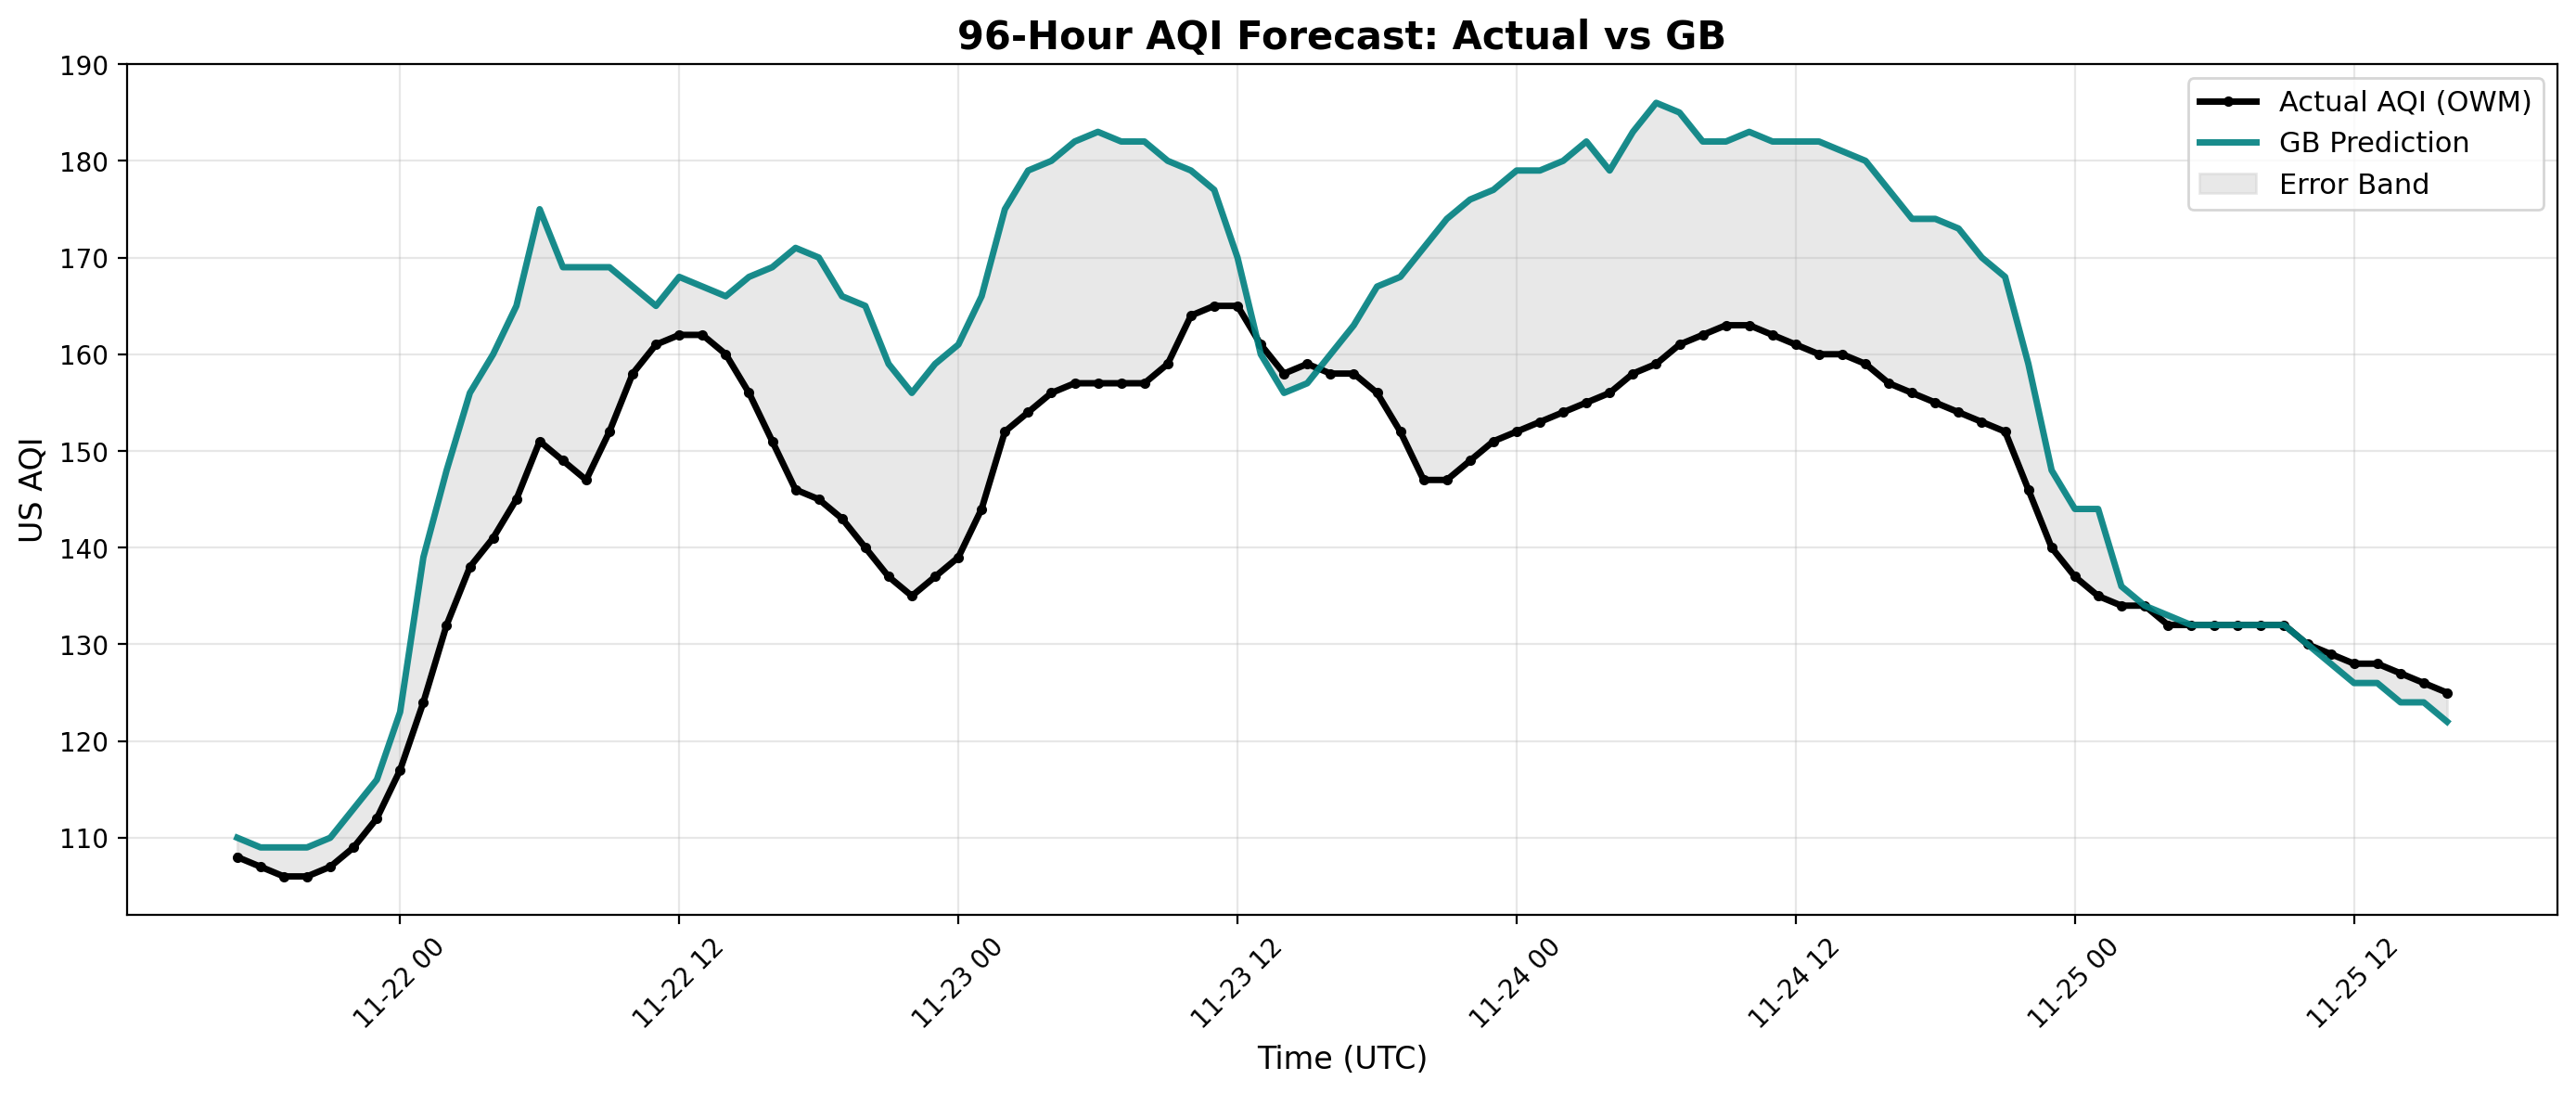 96-Hour AQI Forecast: Actual vs GB
Actual AQI (OWM)
GB Prediction
Error Band
US AQI
190
180
170
160
150
140
130
120
110
11-22 00
11-22 12
11-23 00
11-23 12
11-24 00
11-24 12
11-25 00
11-25 12
Time (UTC)